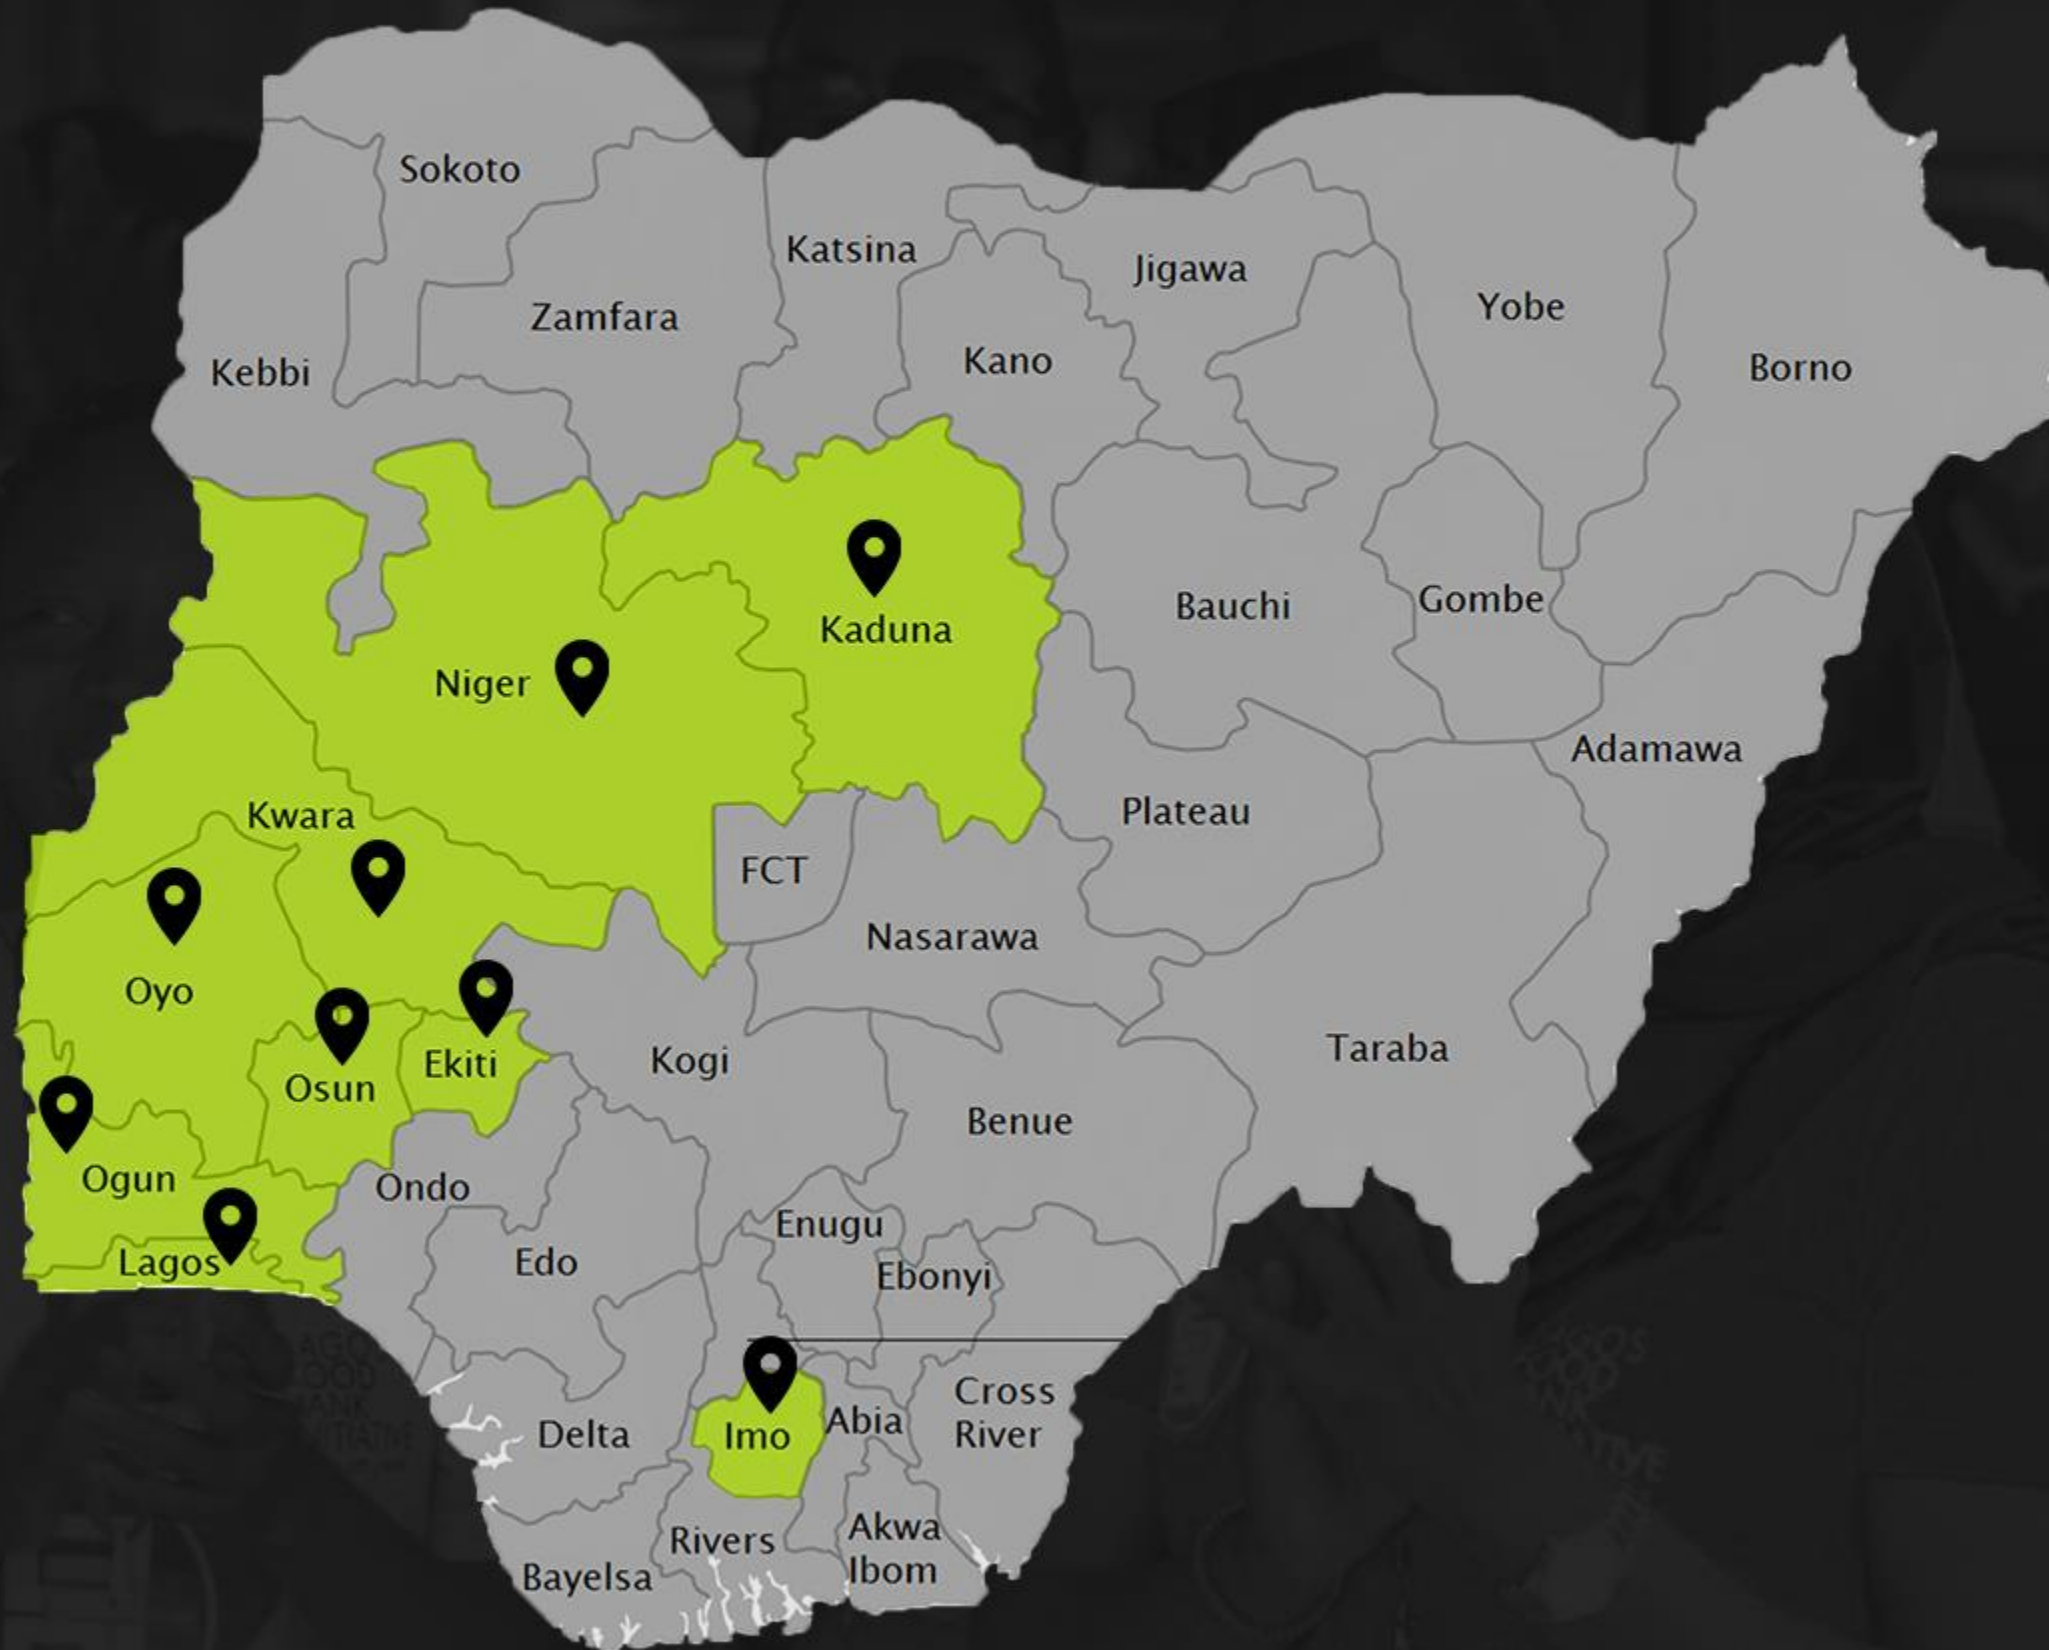 Sokoto
Katsina
Jigawa
Zamfara
Yobe
Kano
Borno
Kebbi
Bauchi
Gombe
Kaduna
Niger
Adamawa
Kwara
Plateau
FCT
Nasarawa
Oyo
Taraba
Kogi
Ekiti
Osun
Benue
Ogun
Ondo
Enugu
Lagos
Edo
Ebonyi
Cross
River
Abia
Delta
Imo
Rivers
Akwa
Ibom
Bayelsa